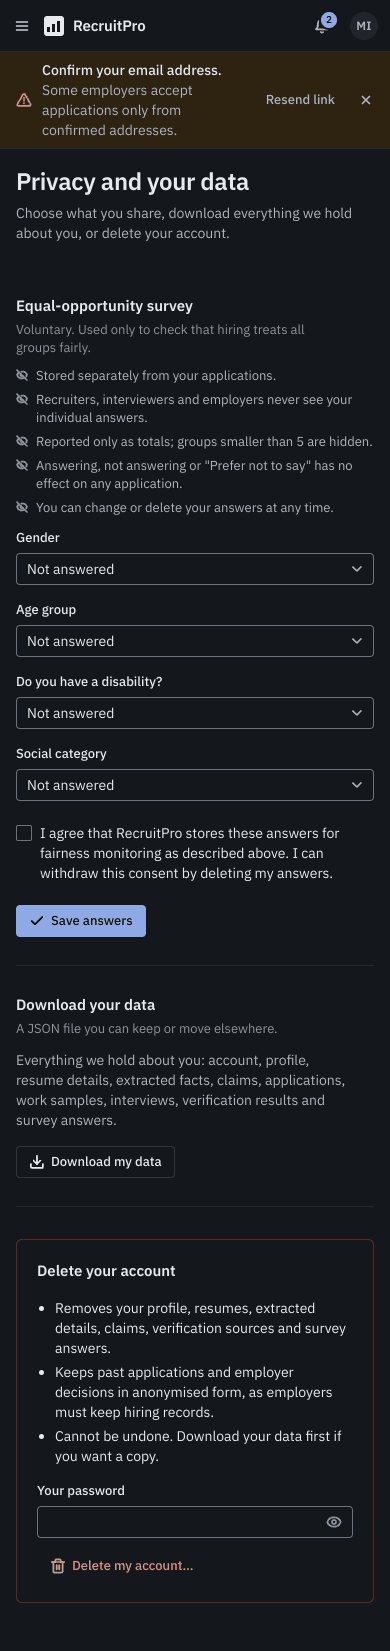 RecruitPro
2
MI
Confirm your email address.
Some employers accept
applications only from
confirmed addresses.
Resend link
Privacy and your data
Choose what you share, download everything we hold
about you, or delete your account.
Equal-opportunity survey
Voluntary. Used only to check that hiring treats all
groups fairly.
Stored separately from your applications.
Recruiters, interviewers and employers never see your
individual answers.
Reported only as totals; groups smaller than 5 are hidden.
Answering, not answering or "Prefer not to say" has no
effect on any application.
You can change or delete your answers at any time.
Gender
Not answered
Age group
Not answered
Do you have a disability?
Not answered
Social category
Not answered
I agree that RecruitPro stores these answers for
fairness monitoring as described above. I can
withdraw this consent by deleting my answers.
Save answers
Download your data
A JSON file you can keep or move elsewhere.
Everything we hold about you: account, profile,
resume details, extracted facts, claims, applications,
work samples, interviews, verification results and
survey answers.
Download my data
Delete your account
• Removes your profile, resumes, extracted
details, claims, verification sources and survey
answers.
• Keeps past applications and employer
decisions in anonymised form, as employers
must keep hiring records.
• Cannot be undone. Download your data first if
you want a copy.
Your password
Delete my account...